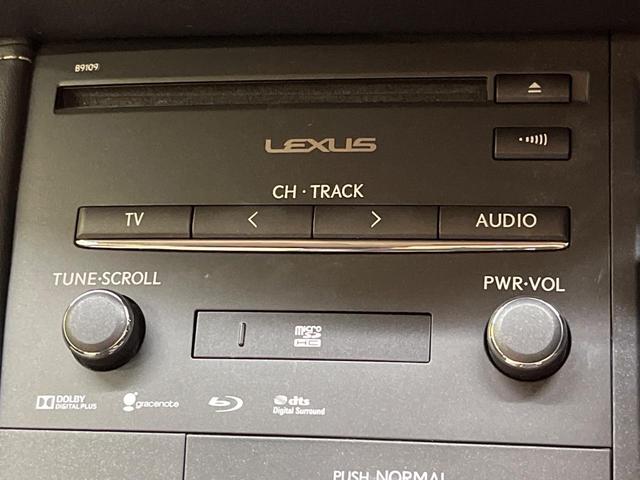 B9109
LEXUS
CH · TRACK
TV < > AUDIO
TUNE·SCROLL PWR·VOL
micro SD HC
DOLBY DIGITAL PLUS
gracenote
dts Digital Surround
PUSH NORMAL